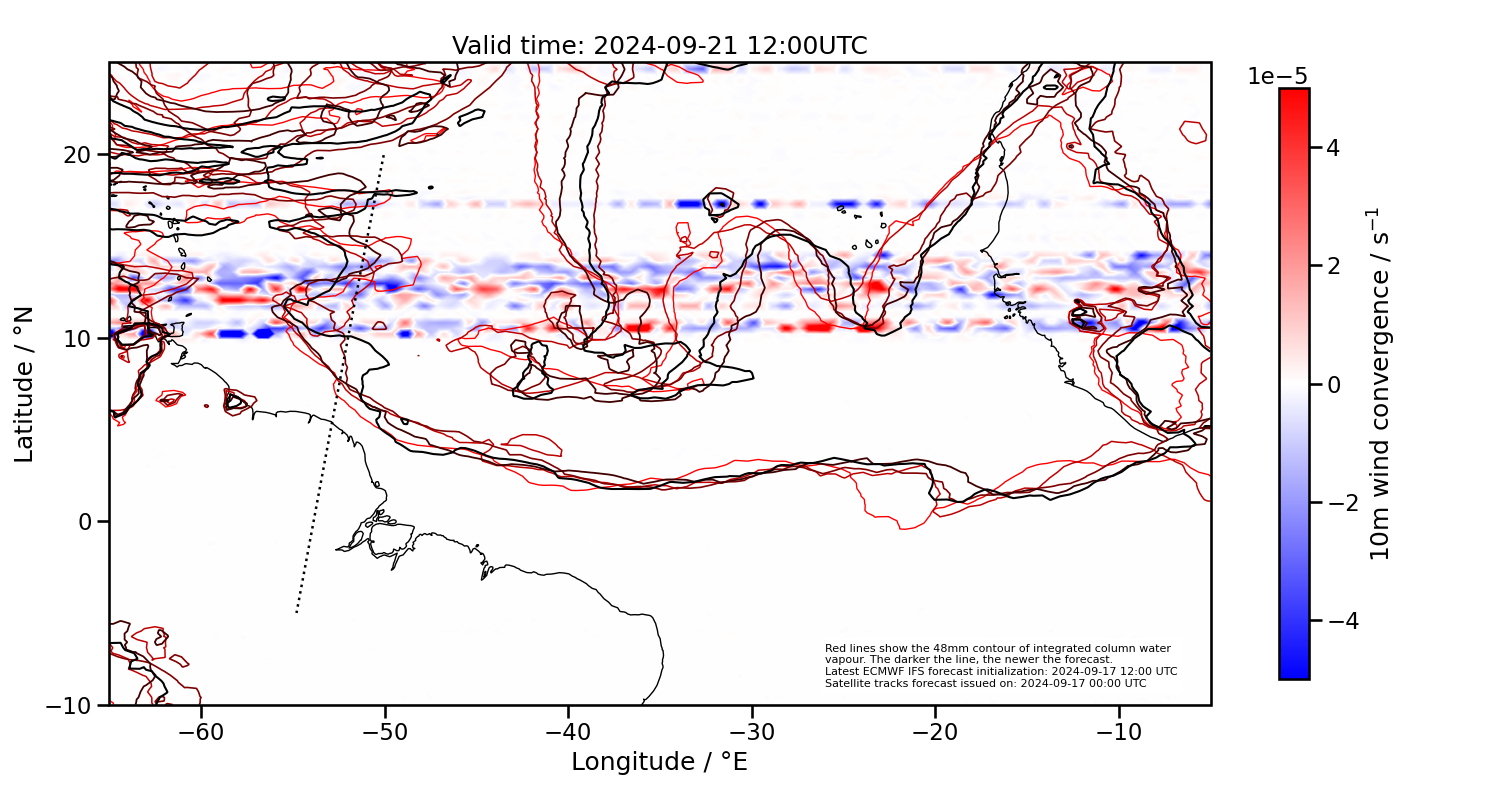 Valid time: 2024-09-21 12:00UTC
1e−5
20
10
0
−10
Latitude / °N
−60
−50
−40
−30
−20
−10
Longitude / °E
4
2
0
−2
−4
10m wind convergence / s−1
Red lines show the 48mm contour of integrated column water
vapour. The darker the line, the newer the forecast.
Latest ECMWF IFS forecast initialization: 2024-09-17 12:00 UTC
Satellite tracks forecast issued on: 2024-09-17 00:00 UTC